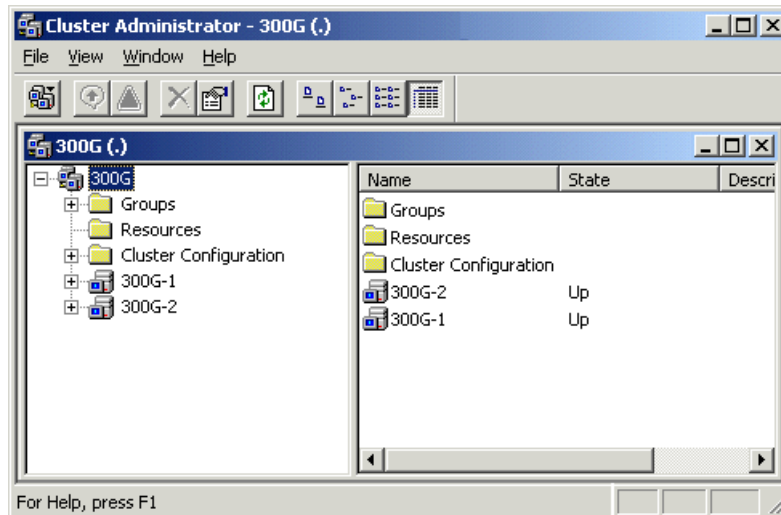 Cluster Administrator - 300G (.)
File View Window Help
300G (.)
300G
Groups
Resources
Cluster Configuration
300G-1
300G-2
Name State Descri
Groups
Resources
Cluster Configuration
300G-2 Up
300G-1 Up
For Help, press F1